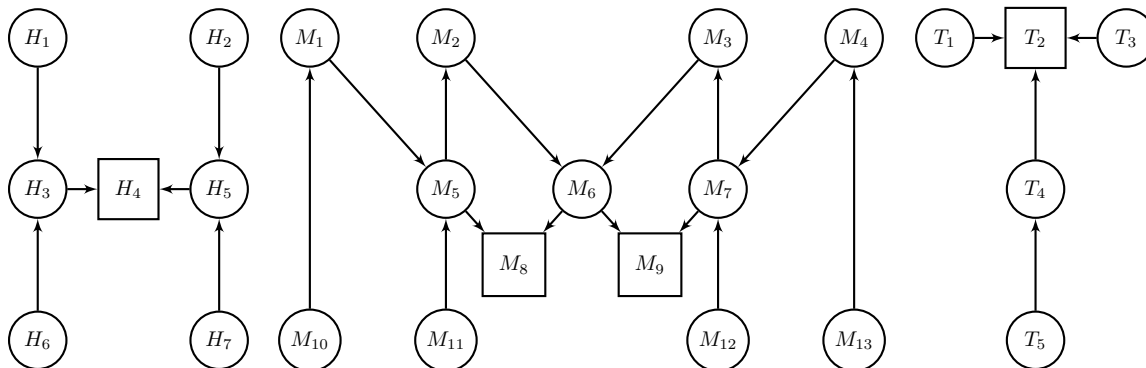 H₁ H₂ M₁ M₂ M₃ M₄ T₁ T₂ T₃
H₃ H₄ H₅ M₅ M₆ M₇ T₄
M₈ M₉
H₆ H₇ M₁₀ M₁₁ M₁₂ M₁₃ T₅